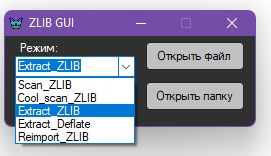 ZLIB GUI
Режим:
Extract_ZLIB
Открыть файл
Scan_ZLIB
Cool_scan_ZLIB
Extract_ZLIB
Extract_Deflate
Reimport_ZLIB
Открыть папку